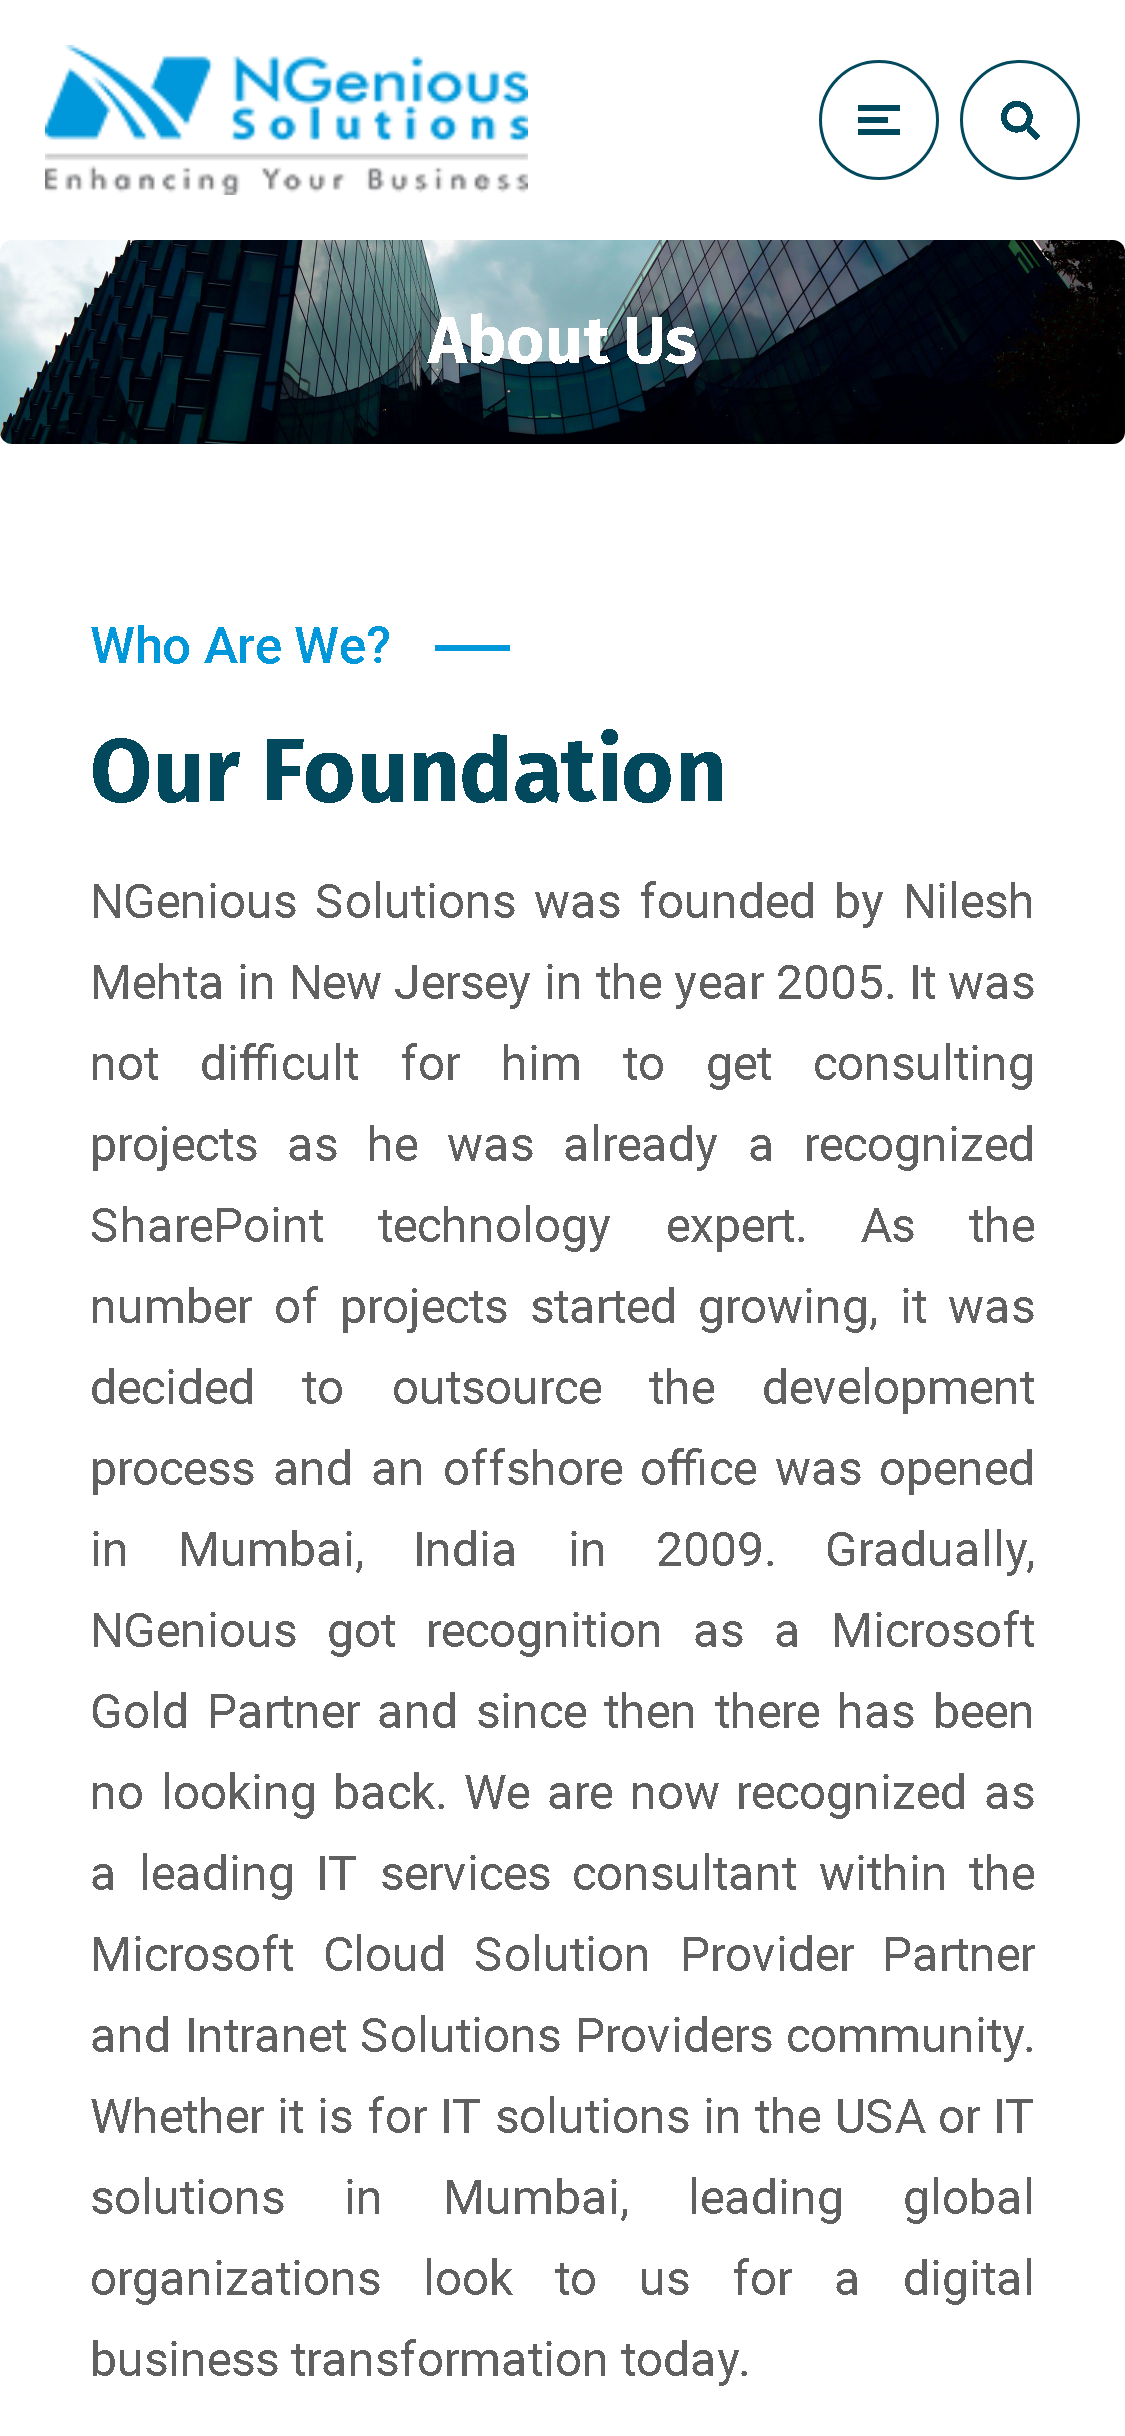 NGenious
Solutions
Enhancing Your Business
About Us
Who Are We?
Our Foundation
NGenious Solutions was founded by Nilesh
Mehta in New Jersey in the year 2005. It was
not difficult for him to get consulting
projects as he was already a recognized
SharePoint technology expert. As the
number of projects started growing, it was
decided to outsource the development
process and an offshore office was opened
in Mumbai, India in 2009. Gradually,
NGenious got recognition as a Microsoft
Gold Partner and since then there has been
no looking back. We are now recognized as
a leading IT services consultant within the
Microsoft Cloud Solution Provider Partner
and Intranet Solutions Providers community.
Whether it is for IT solutions in the USA or IT
solutions in Mumbai, leading global
organizations look to us for a digital
business transformation today.